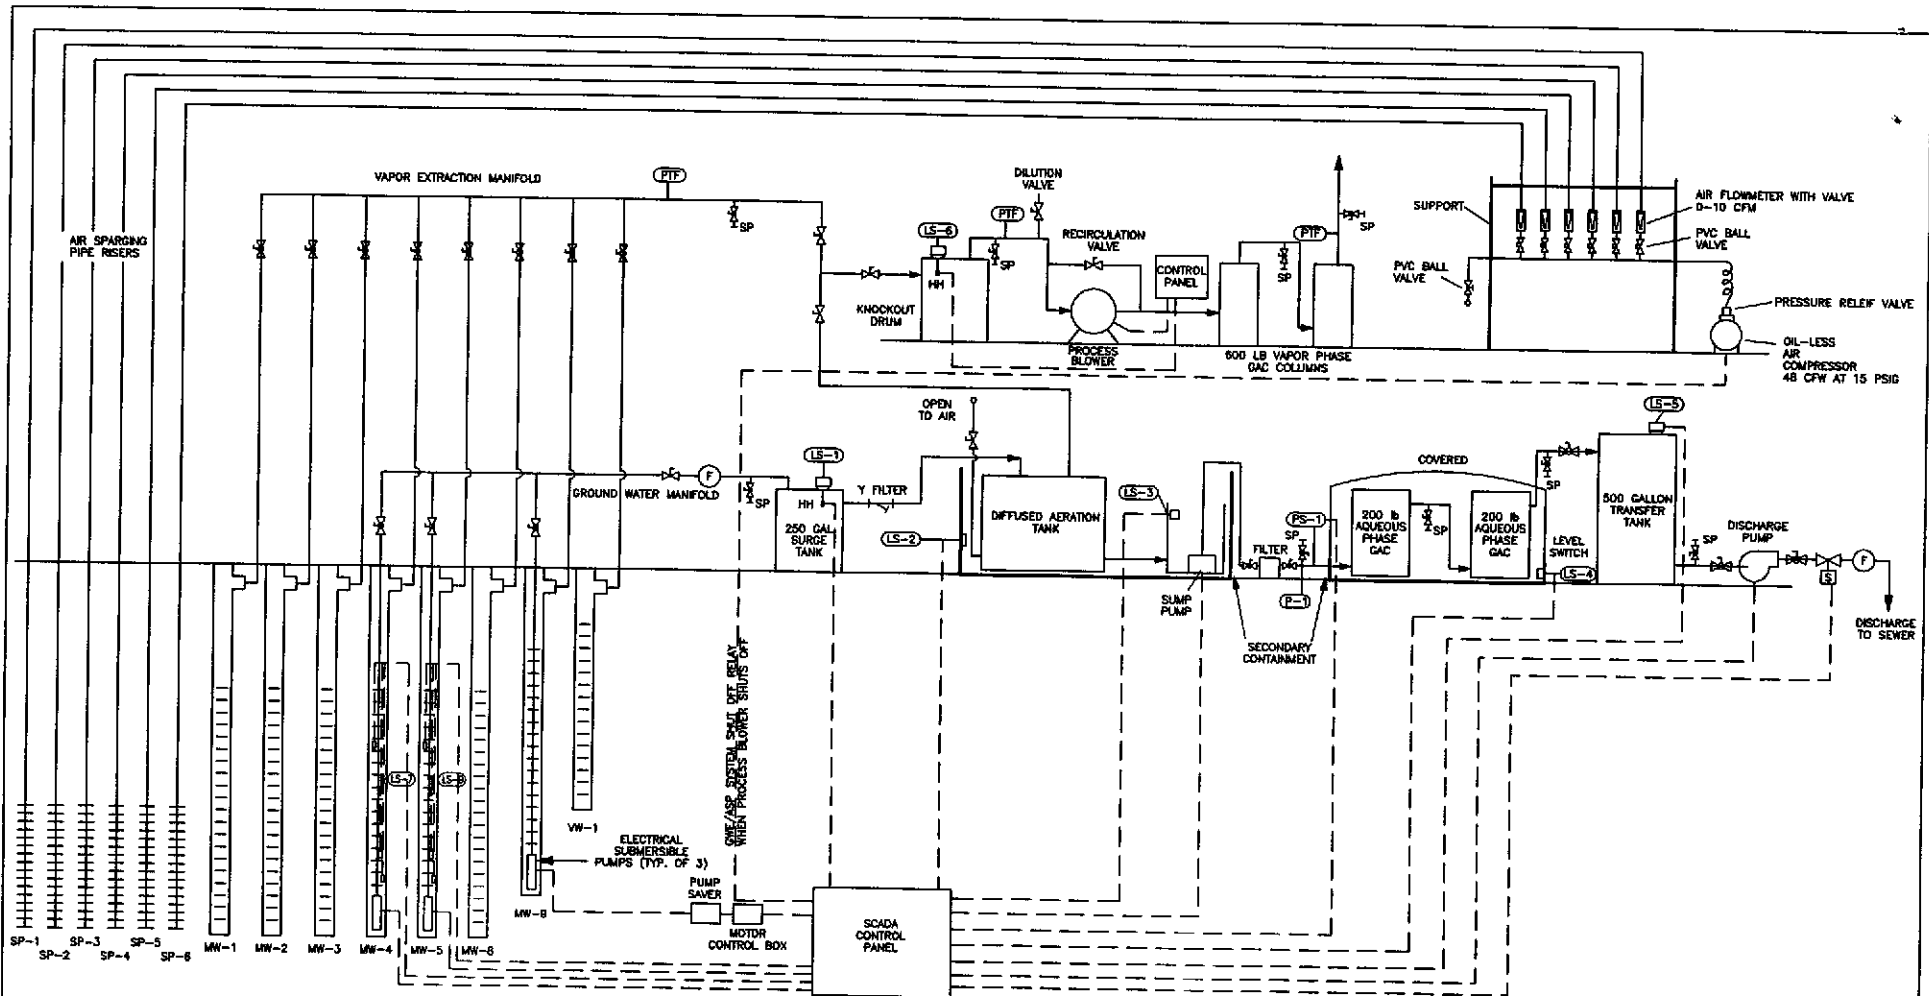 VAPOR EXTRACTION MANIFOLD
PTF
DILUTION
VALVE
AIR SPARGING
PIPE RISERS
SP
LS-6
PTF
SP
RECIRCULATION
VALVE
CONTROL
PANEL
HH
KNOCKOUT
DRUM
PROCESS
BLOWER
SP
PTF
SP
600 LB VAPOR PHASE
GAC COLUMNS
SUPPORT
AIR FLOWMETER WITH VALVE
0-10 CFM
PVC BALL
VALVE
PVC BALL
VALVE
PRESSURE RELEIF VALVE
OIL-LESS
AIR
COMPRESSOR
48 CFW AT 15 PSIG
OPEN
TO AIR
LS-1
F
GROUND WATER MANIFOLD
SP
HH
250 GAL
SURGE
TANK
Y FILTER
LS-2
DIFFUSED AERATION
TANK
LS-3
SUMP
PUMP
PS-1
SP
FILTER
P-1
SECONDARY
CONTAINMENT
COVERED
200 lb
AQUEOUS
PHASE
GAC
SP
200 lb
AQUEOUS
PHASE
GAC
SP
LEVEL
SWITCH
LS-4
LS-5
500 GALLON
TRANSFER
TANK
SP
DISCHARGE
PUMP
S
F
DISCHARGE
TO SEWER
GWE/ASP SYSTEM SHUT OFF RELAY
WHEN PROCESS BLOWER SHUTS OFF
LS-7
LS-8
VW-1
ELECTRICAL
SUBMERSIBLE
PUMPS (TYP. OF 3)
PUMP
SAVER
MOTOR
CONTROL BOX
SCADA
CONTROL
PANEL
SP-1
SP-2
SP-3
SP-4
SP-5
SP-6
MW-1
MW-2
MW-3
MW-4
MW-5
MW-6
MW-9